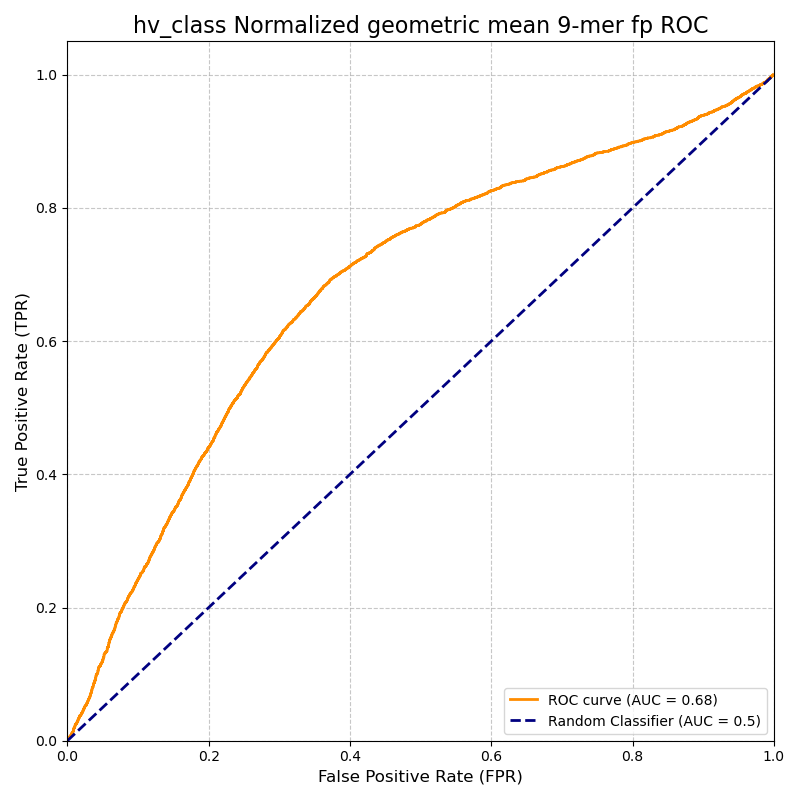 hv_class Normalized geometric mean 9-mer fp ROC
True Positive Rate (TPR)
1.0
0.8
0.6
0.4
0.2
0.0
ROC curve (AUC = 0.68)
Random Classifier (AUC = 0.5)
0.0 0.2 0.4 0.6 0.8 1.0
False Positive Rate (FPR)